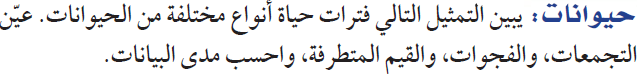 حيوانات: يبين التمثيل التالي فترات حياة أنواع مختلفة من الحيوانات. عيّن
التجمعات، والفجوات، والقيم المتطرفة، واحسب مدى البيانات.